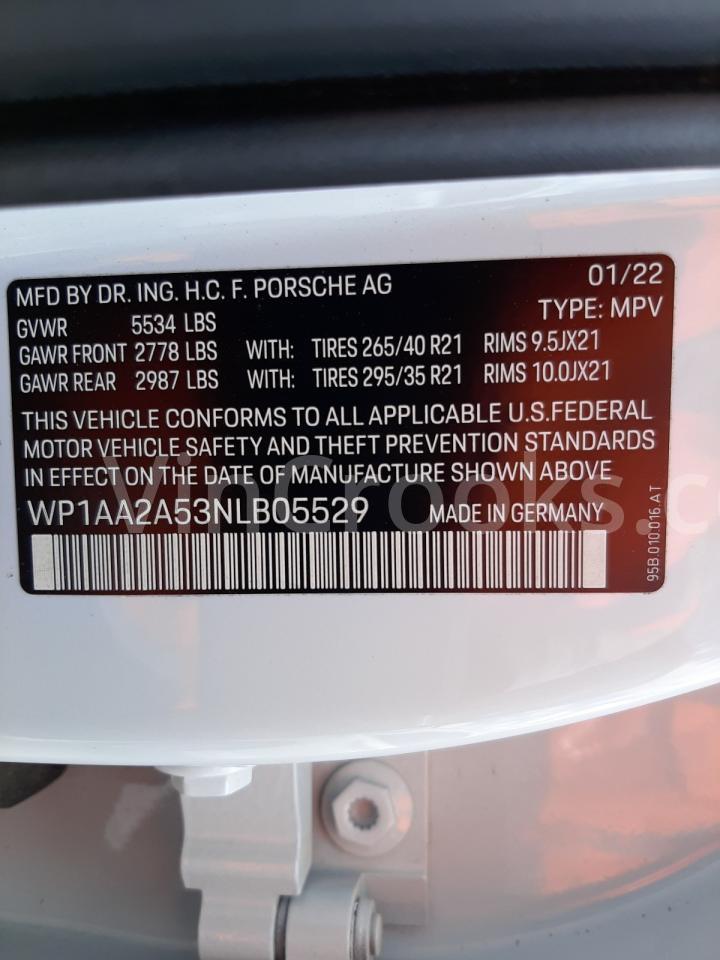 MFD BY DR. ING. H.C. F. PORSCHE AG 01/22
TYPE: MPV
GVWR 5534 LBS
GAWR FRONT 2778 LBS WITH: TIRES 265/40 R21 RIMS 9.5JX21
GAWR REAR 2987 LBS WITH: TIRES 295/35 R21 RIMS 10.0JX21
THIS VEHICLE CONFORMS TO ALL APPLICABLE U.S.FEDERAL
MOTOR VEHICLE SAFETY AND THEFT PREVENTION STANDARDS
IN EFFECT ON THE DATE OF MANUFACTURE SHOWN ABOVE
WP1AA2A53NLB05529 MADE IN GERMANY
95B.010.016.AT
VinCrooks.c